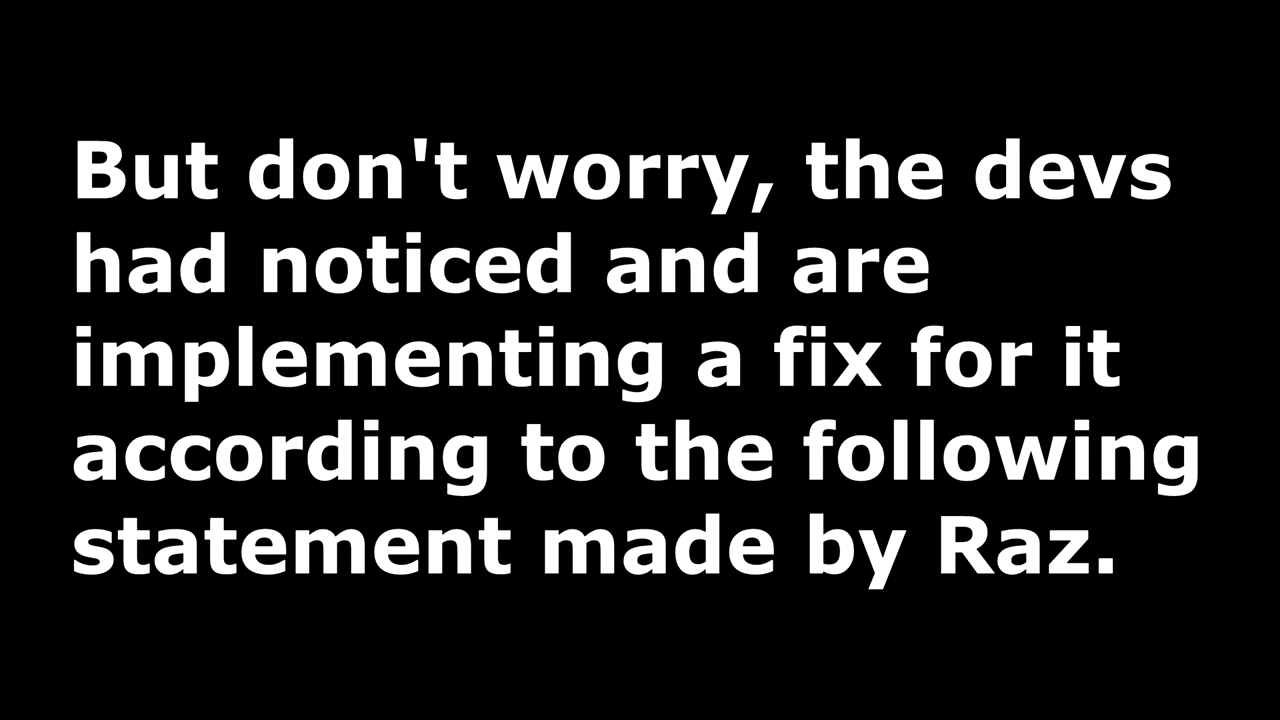 But don't worry, the devs
had noticed and are
implementing a fix for it
according to the following
statement made by Raz.